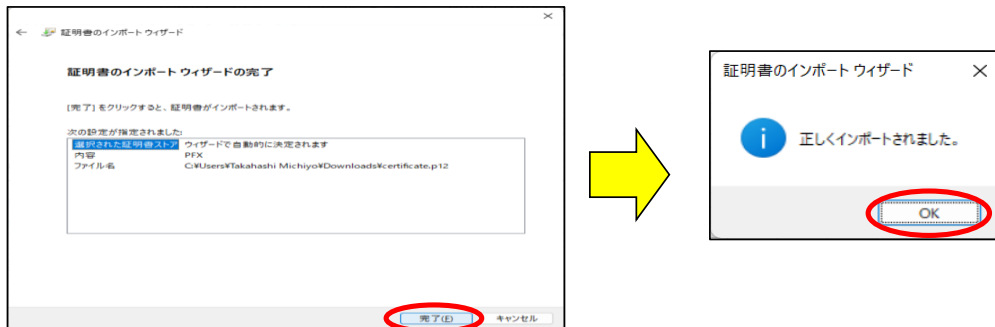 証明書のインポート ウィザード
証明書のインポート ウィザードの完了
[完了] をクリックすると、証明書がインポートされます。
次の設定が指定されました:
選択された証明書ストア ウィザードで自動的に決定されます
内容 PFX
ファイル名 C:¥Users¥Takahashi Michiyo¥Downloads¥certificate.p12
完了(F) キャンセル
証明書のインポート ウィザード
正しくインポートされました。
OK